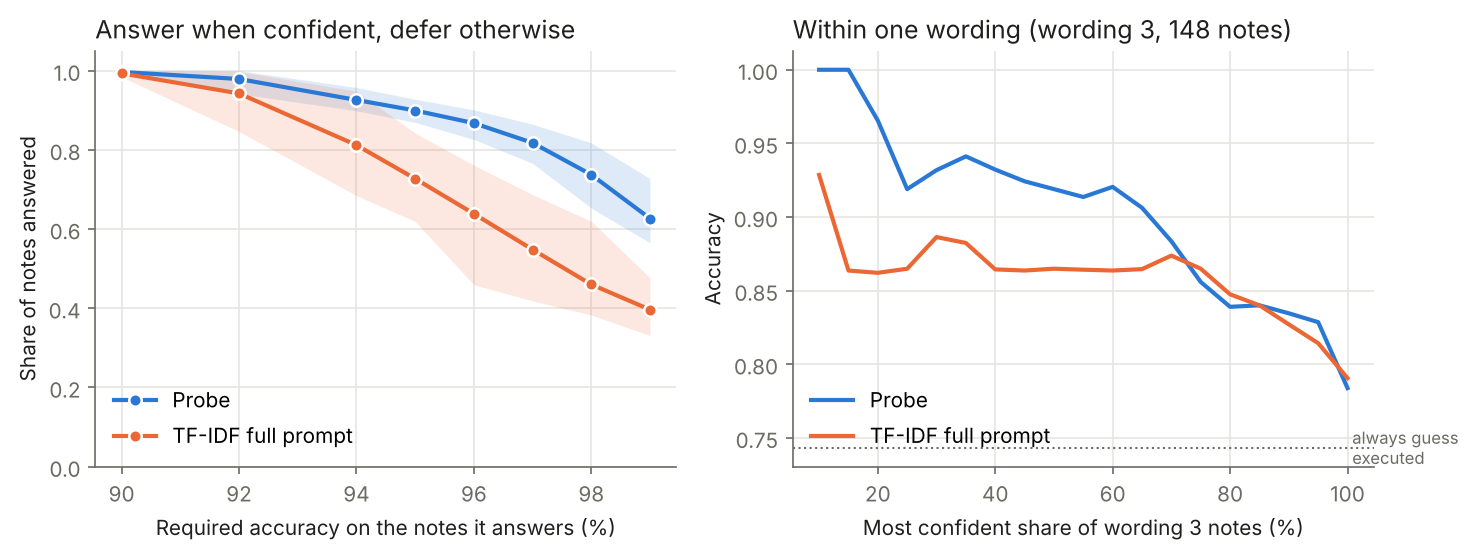 Answer when confident, defer otherwise
Share of notes answered
1.0
0.8
0.6
0.4
0.2
0.0
Probe
TF-IDF full prompt
90 92 94 96 98
Required accuracy on the notes it answers (%)
Within one wording (wording 3, 148 notes)
Accuracy
1.00
0.95
0.90
0.85
0.80
0.75
Probe
TF-IDF full prompt
always guess
executed
20 40 60 80 100
Most confident share of wording 3 notes (%)